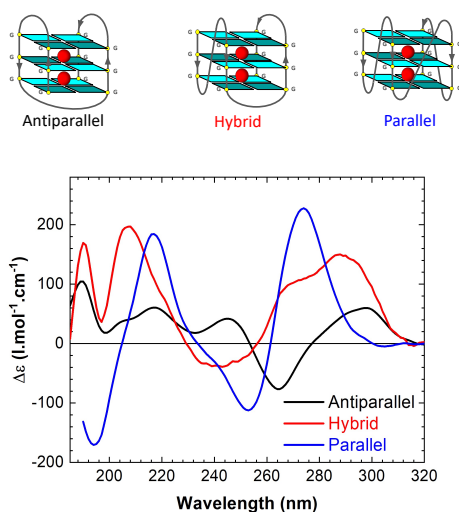 G G G G G G
G G G G G G
G G G G G G
Antiparallel Hybrid Parallel
200
100
0
-100
-200
Δε (l.mol⁻¹.cm⁻¹)
Antiparallel
Hybrid
Parallel
200 220 240 260 280 300 320
Wavelength (nm)